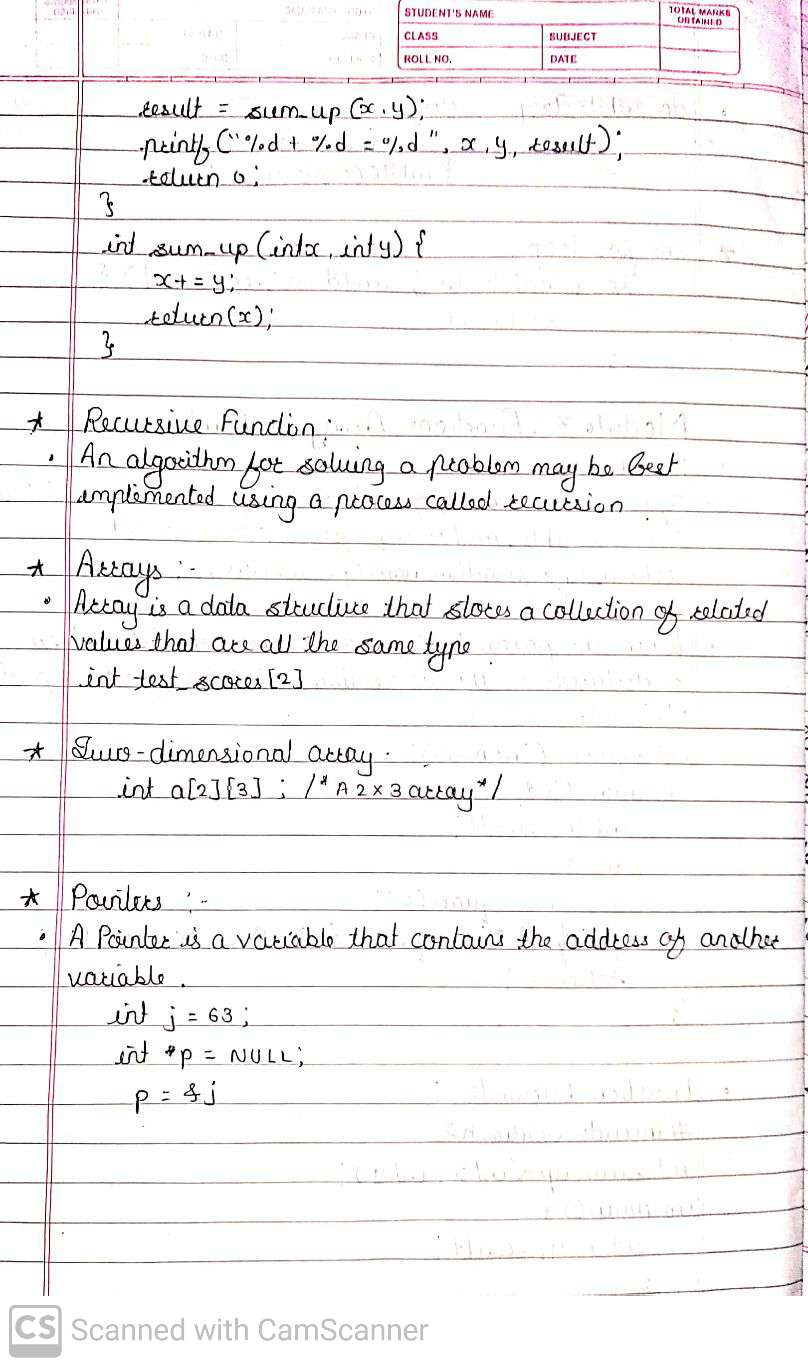 STUDENT'S NAME
TOTAL MARKS OBTAINED
CLASS
SUBJECT
ROLL NO.
DATE
result = sum_up (x, y);
printf ("%d + %d = %d", x, y, result);
return 0;
}
int sum_up (int x, int y) {
x+ = y;
return (x);
}
* Recursive Function :
• An algorithm for solving a problem may be best
implemented using a process called recursion
* Arrays :-
• Array is a data structure that stores a collection of related
values that are all the same type
int test_scores [2]
* Two-dimensional array.
int a[2][3] ; /* A 2 x 3 array */
* Pointers :-
• A Pointer is a variable that contains the address of another
variable.
int j = 63 ;
int *p = NULL;
p = &j
CS Scanned with CamScanner